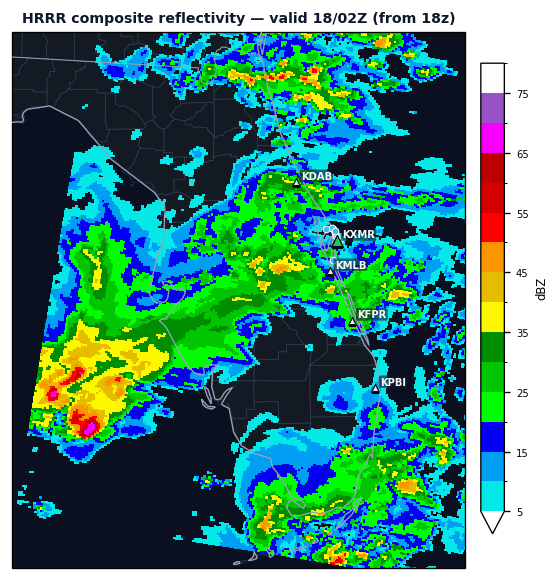 HRRR composite reflectivity — valid 18/02Z (from 18z)
KDAB
KXMR
KMLB
KFPR
KPBI
75
65
55
45
35
25
15
5
dBZ